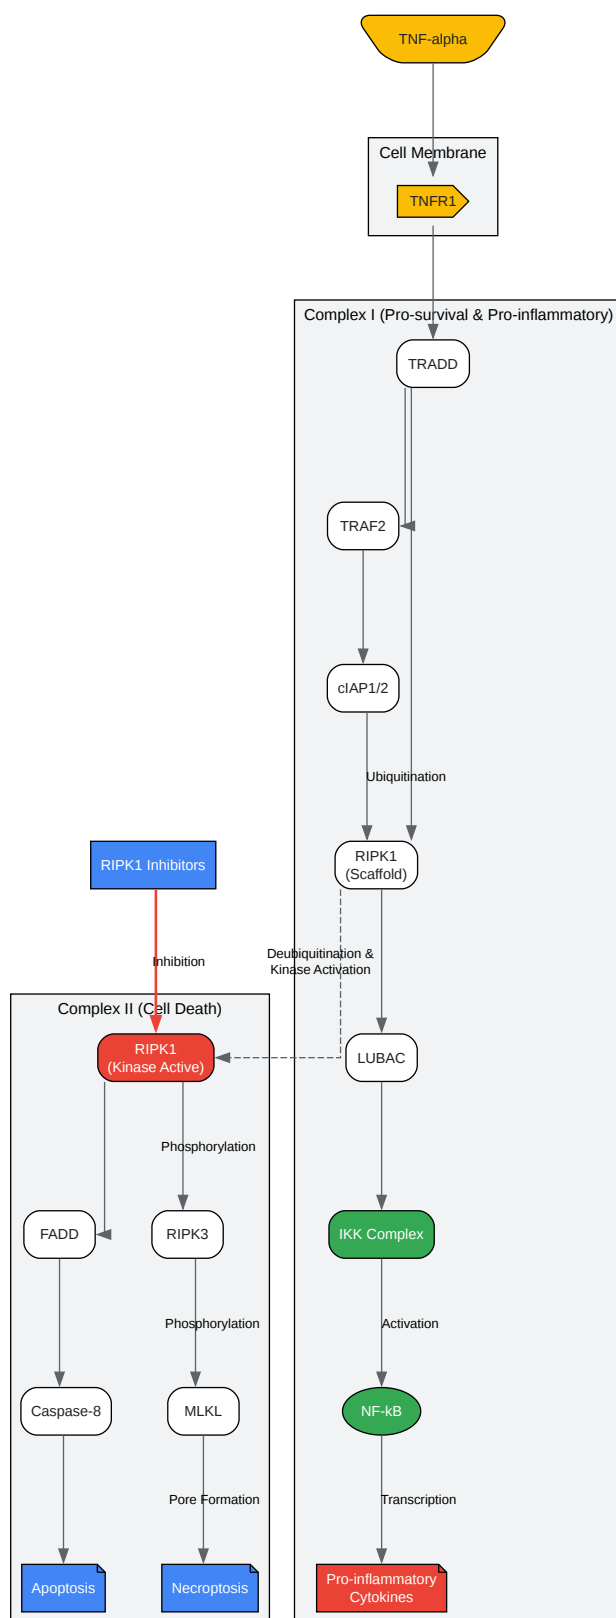 TNF-alpha
Cell Membrane
TNFR1
Complex I (Pro-survival & Pro-inflammatory)
TRADD
TRAF2
cIAP1/2
Ubiquitination
RIPK1
(Scaffold)
RIPK1 Inhibitors
Inhibition
Deubiquitination &
Kinase Activation
Complex II (Cell Death)
RIPK1
(Kinase Active)
LUBAC
Phosphorylation
FADD
RIPK3
IKK Complex
Phosphorylation
Activation
Caspase-8
MLKL
NF-kB
Pore Formation
Transcription
Apoptosis
Necroptosis
Pro-inflammatory
Cytokines